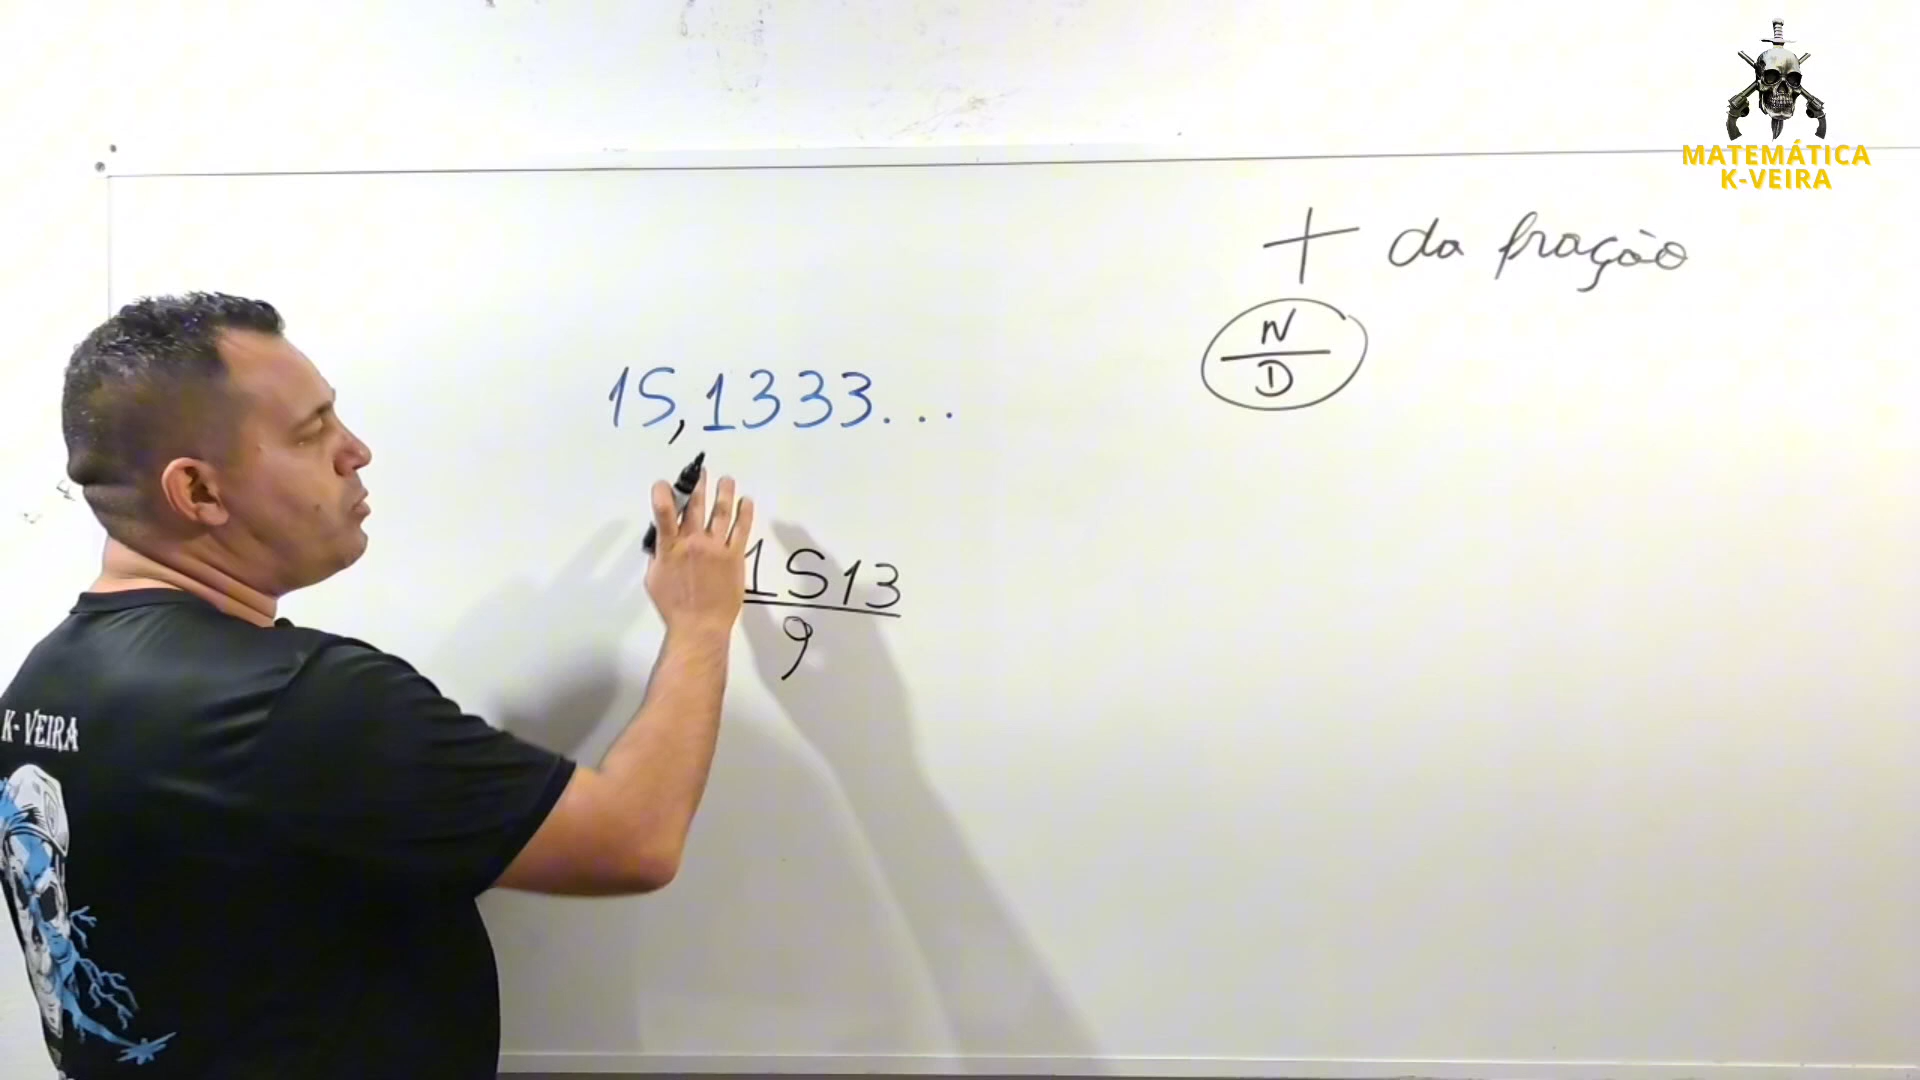 MATEMÁTICA
K-VEIRA
+ da fração
N
D
15,1333...
1513
9
K-VEIRA